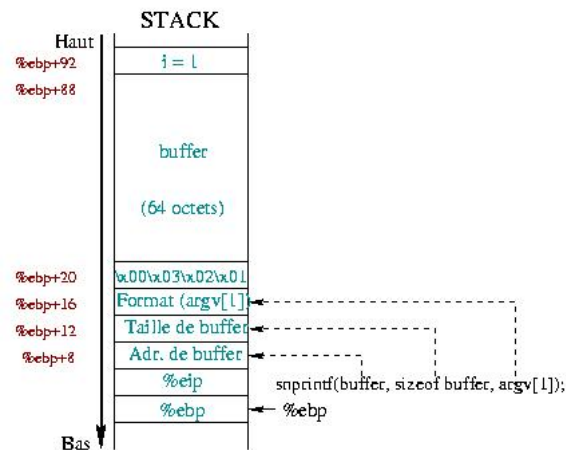 STACK
Haut
%ebp+92 i = 1
%ebp+88
buffer
(64 octets)
%ebp+20 \x00\x03\x02\x01
%ebp+16 Format (argv[1])
%ebp+12 Taille de buffer
%ebp+8 Adr. de buffer
%eip snprintf(buffer, sizeof buffer, argv[1]);
%ebp %ebp
Bas